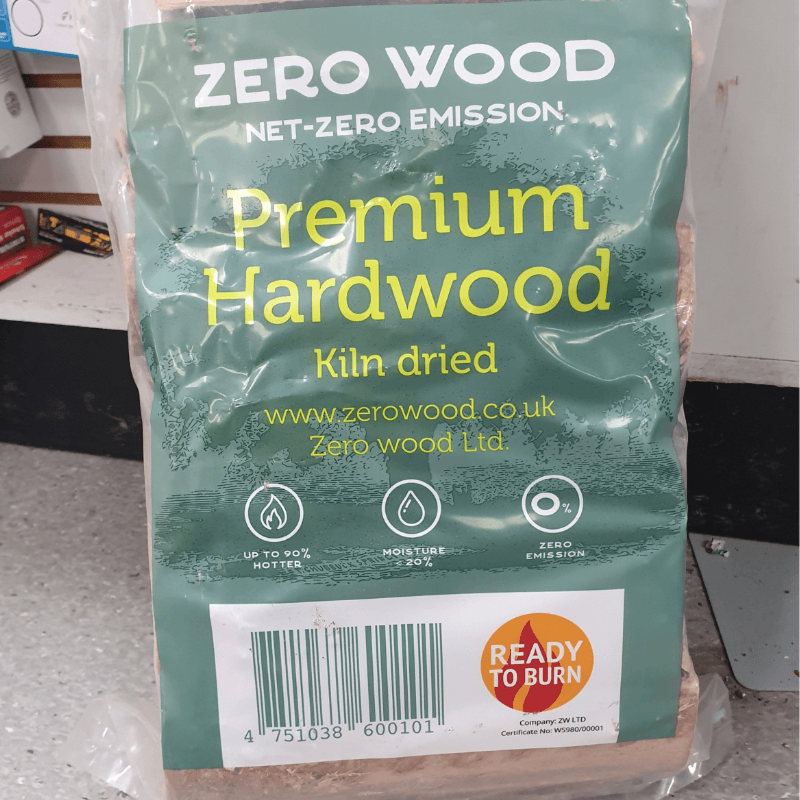 ZERO WOOD
NET-ZERO EMISSION
Premium
Hardwood
Kiln dried
www.zerowood.co.uk
Zero wood Ltd.
UP TO 90%
HOTTER
MOISTURE
<20%
0%
ZERO
EMISSION
READY
TO BURN
4 751038 600101
Company: ZW LTD
Certificate No: WS980/00001